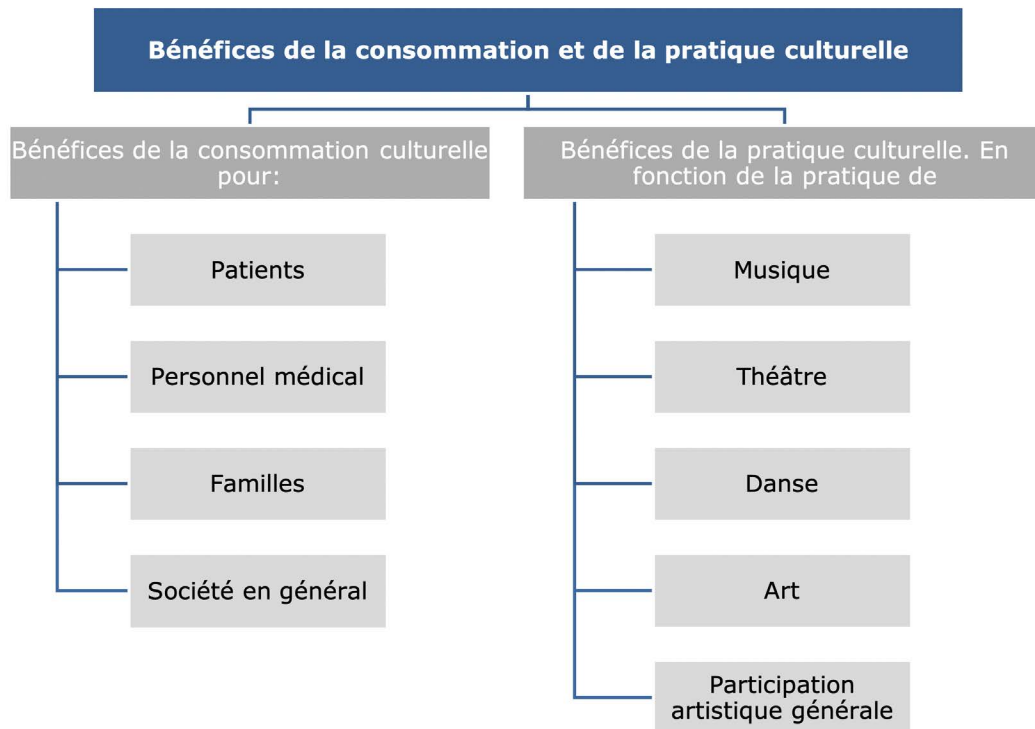 Bénéfices de la consommation et de la pratique culturelle
Bénéfices de la consommation culturelle
pour:
Patients
Personnel médical
Familles
Société en général
Bénéfices de la pratique culturelle. En
fonction de la pratique de
Musique
Théâtre
Danse
Art
Participation
artistique générale